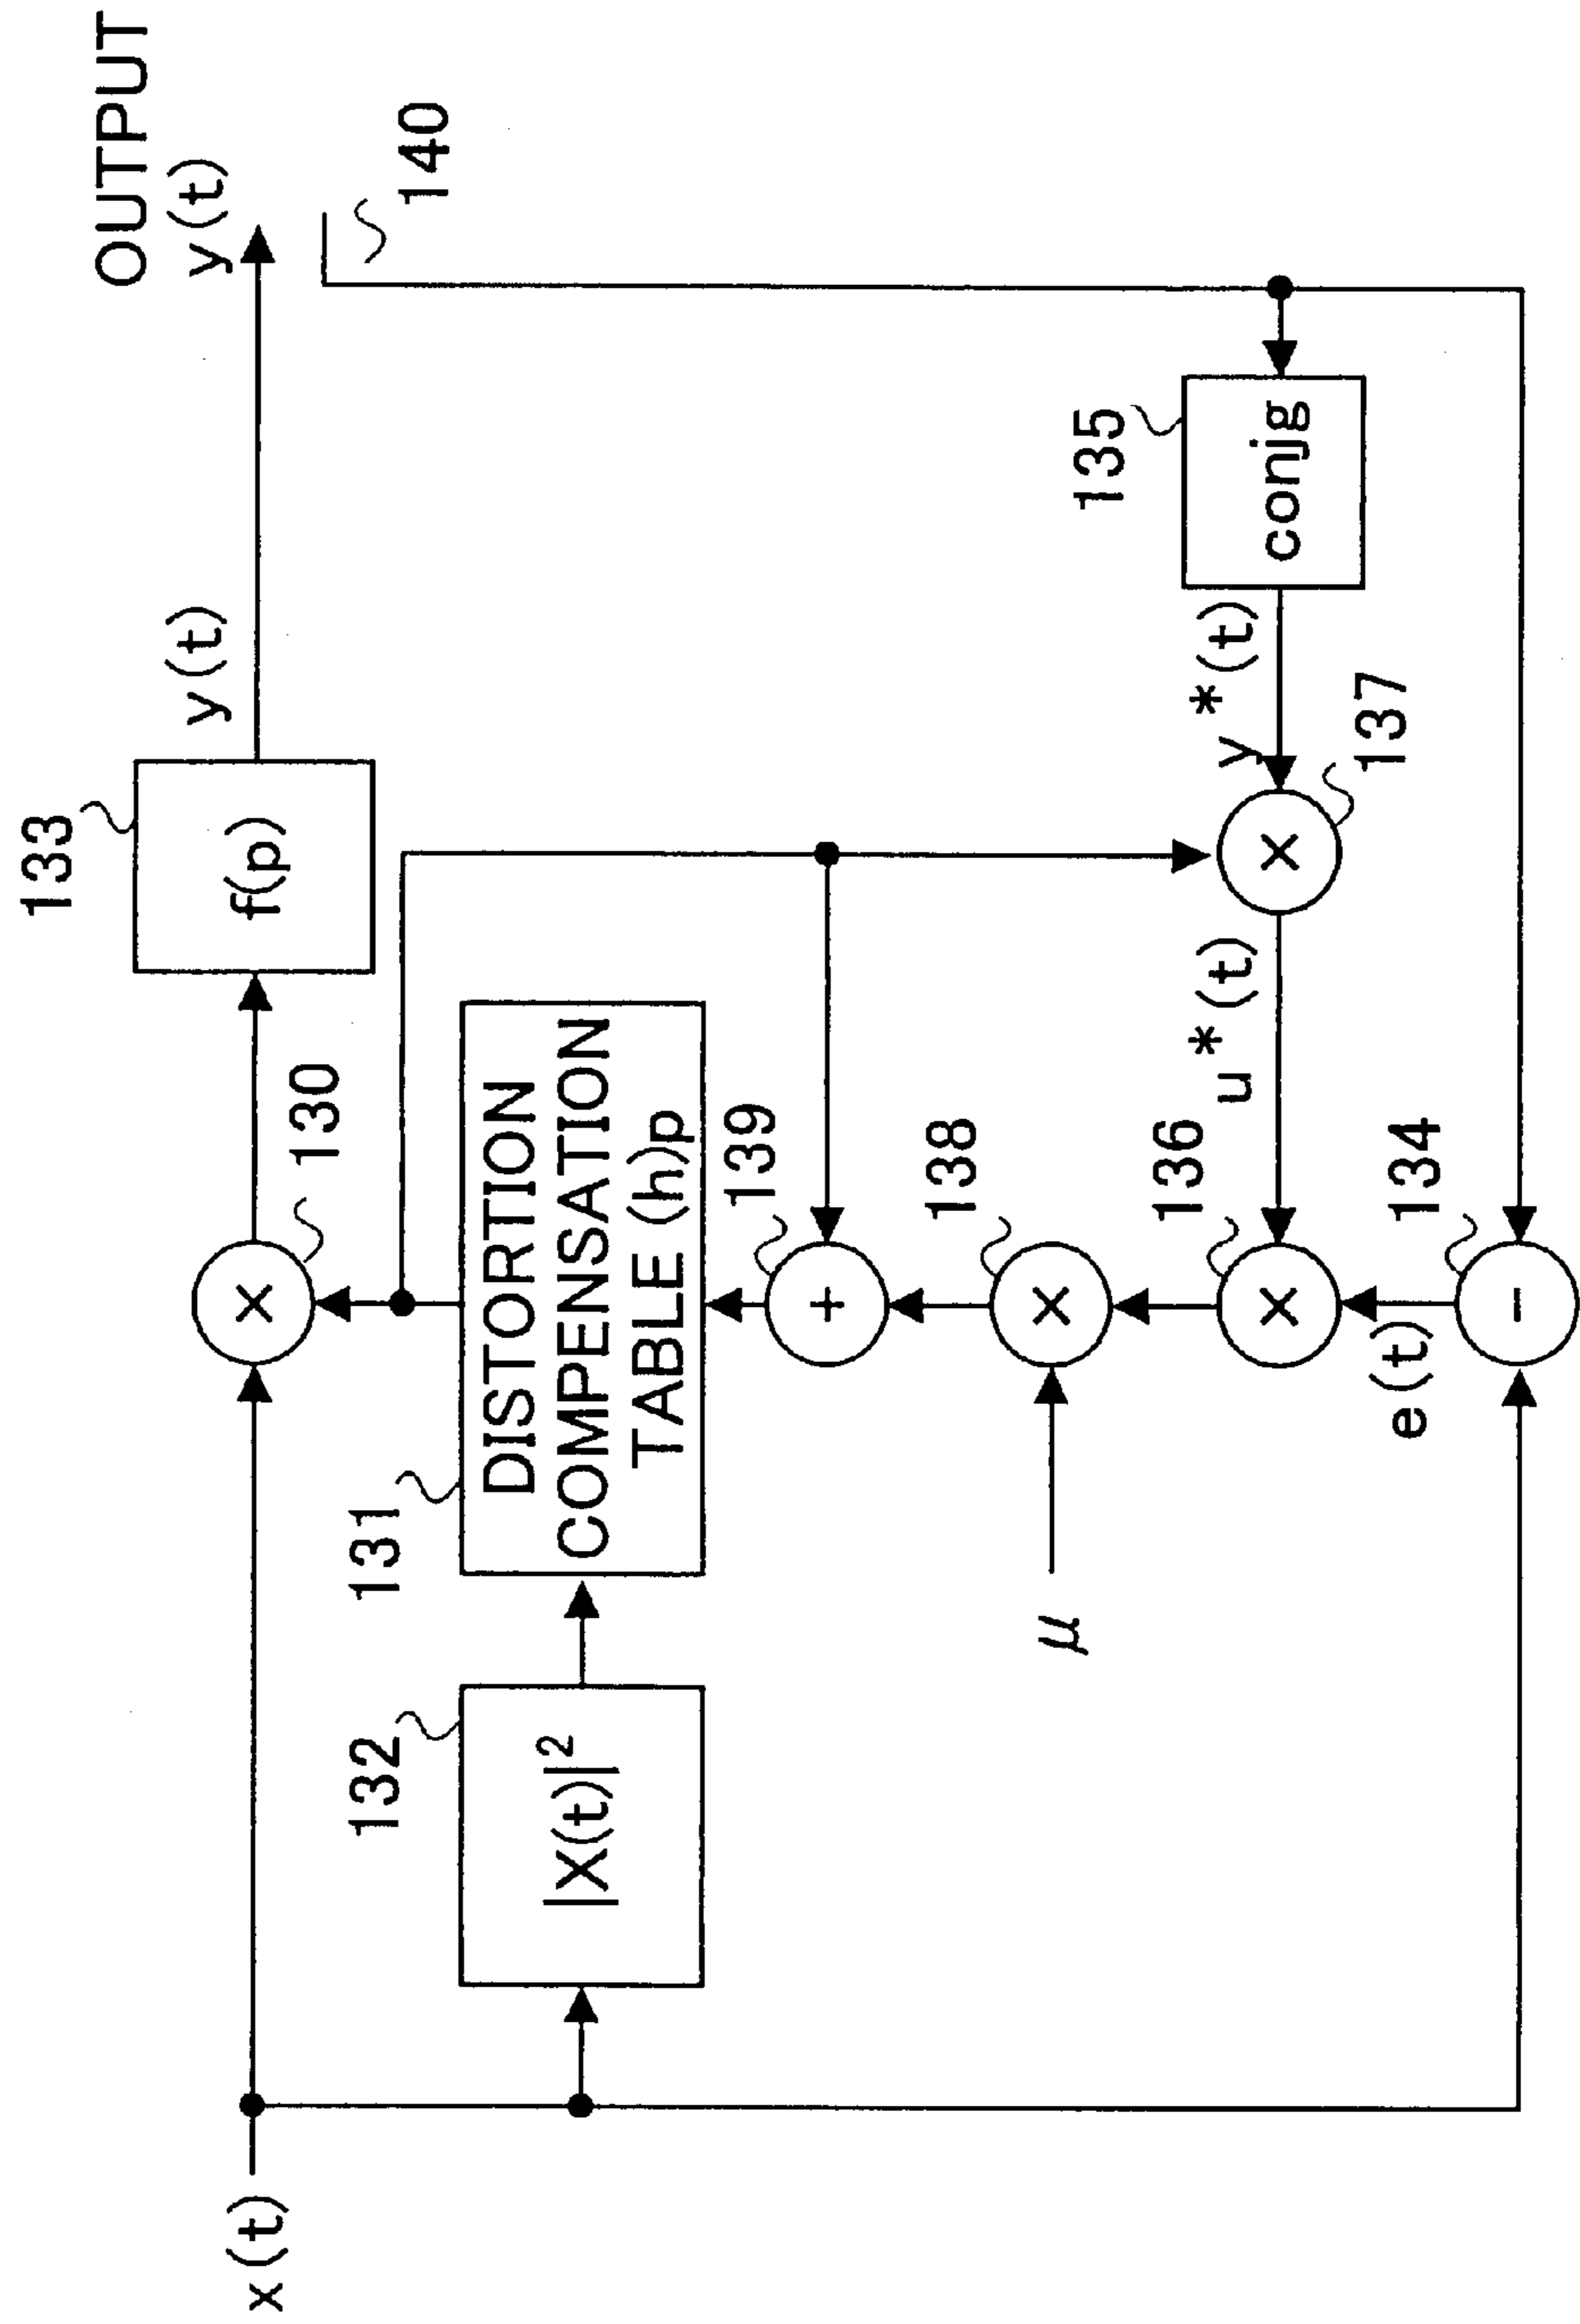 OUTPUT
y(t)
140
133
f(p)
y(t)
x(t)
130
132
|X(t)|²
131
DISTORTION
COMPENSATION
TABLE (h)p
139
138
μ
136
u*(t)
137
y*(t)
135
conjg
134
e(t)
×
+
×
×
×
-